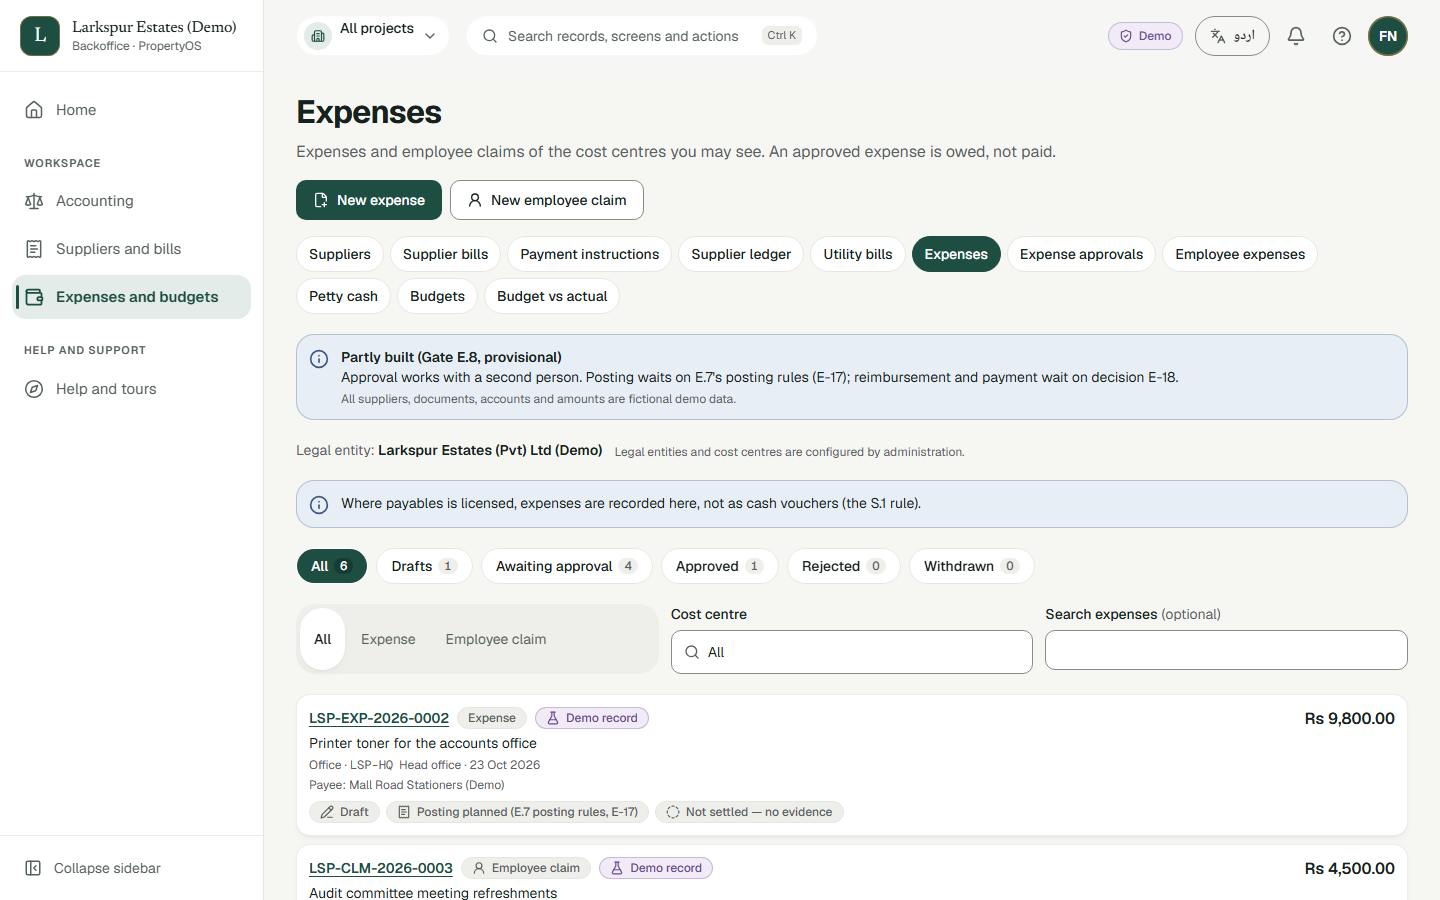 L
Larkspur Estates (Demo)
Backoffice · PropertyOS
All projects
Search records, screens and actions
Ctrl K
Demo
اردو
FN
Home
WORKSPACE
Accounting
Suppliers and bills
Expenses and budgets
HELP AND SUPPORT
Help and tours
Collapse sidebar
Expenses
Expenses and employee claims of the cost centres you may see. An approved expense is owed, not paid.
New expense
New employee claim
Suppliers
Supplier bills
Payment instructions
Supplier ledger
Utility bills
Expenses
Expense approvals
Employee expenses
Petty cash
Budgets
Budget vs actual
Partly built (Gate E.8, provisional)
Approval works with a second person. Posting waits on E.7's posting rules (E-17); reimbursement and payment wait on decision E-18.
All suppliers, documents, accounts and amounts are fictional demo data.
Legal entity: Larkspur Estates (Pvt) Ltd (Demo) Legal entities and cost centres are configured by administration.
Where payables is licensed, expenses are recorded here, not as cash vouchers (the S.1 rule).
All 6
Drafts 1
Awaiting approval 4
Approved 1
Rejected 0
Withdrawn 0
All
Expense
Employee claim
Cost centre
All
Search expenses (optional)
LSP-EXP-2026-0002 Expense Demo record Rs 9,800.00
Printer toner for the accounts office
Office · LSP-HQ Head office · 23 Oct 2026
Payee: Mall Road Stationers (Demo)
Draft
Posting planned (E.7 posting rules, E-17)
Not settled — no evidence
LSP-CLM-2026-0003 Employee claim Demo record Rs 4,500.00
Audit committee meeting refreshments